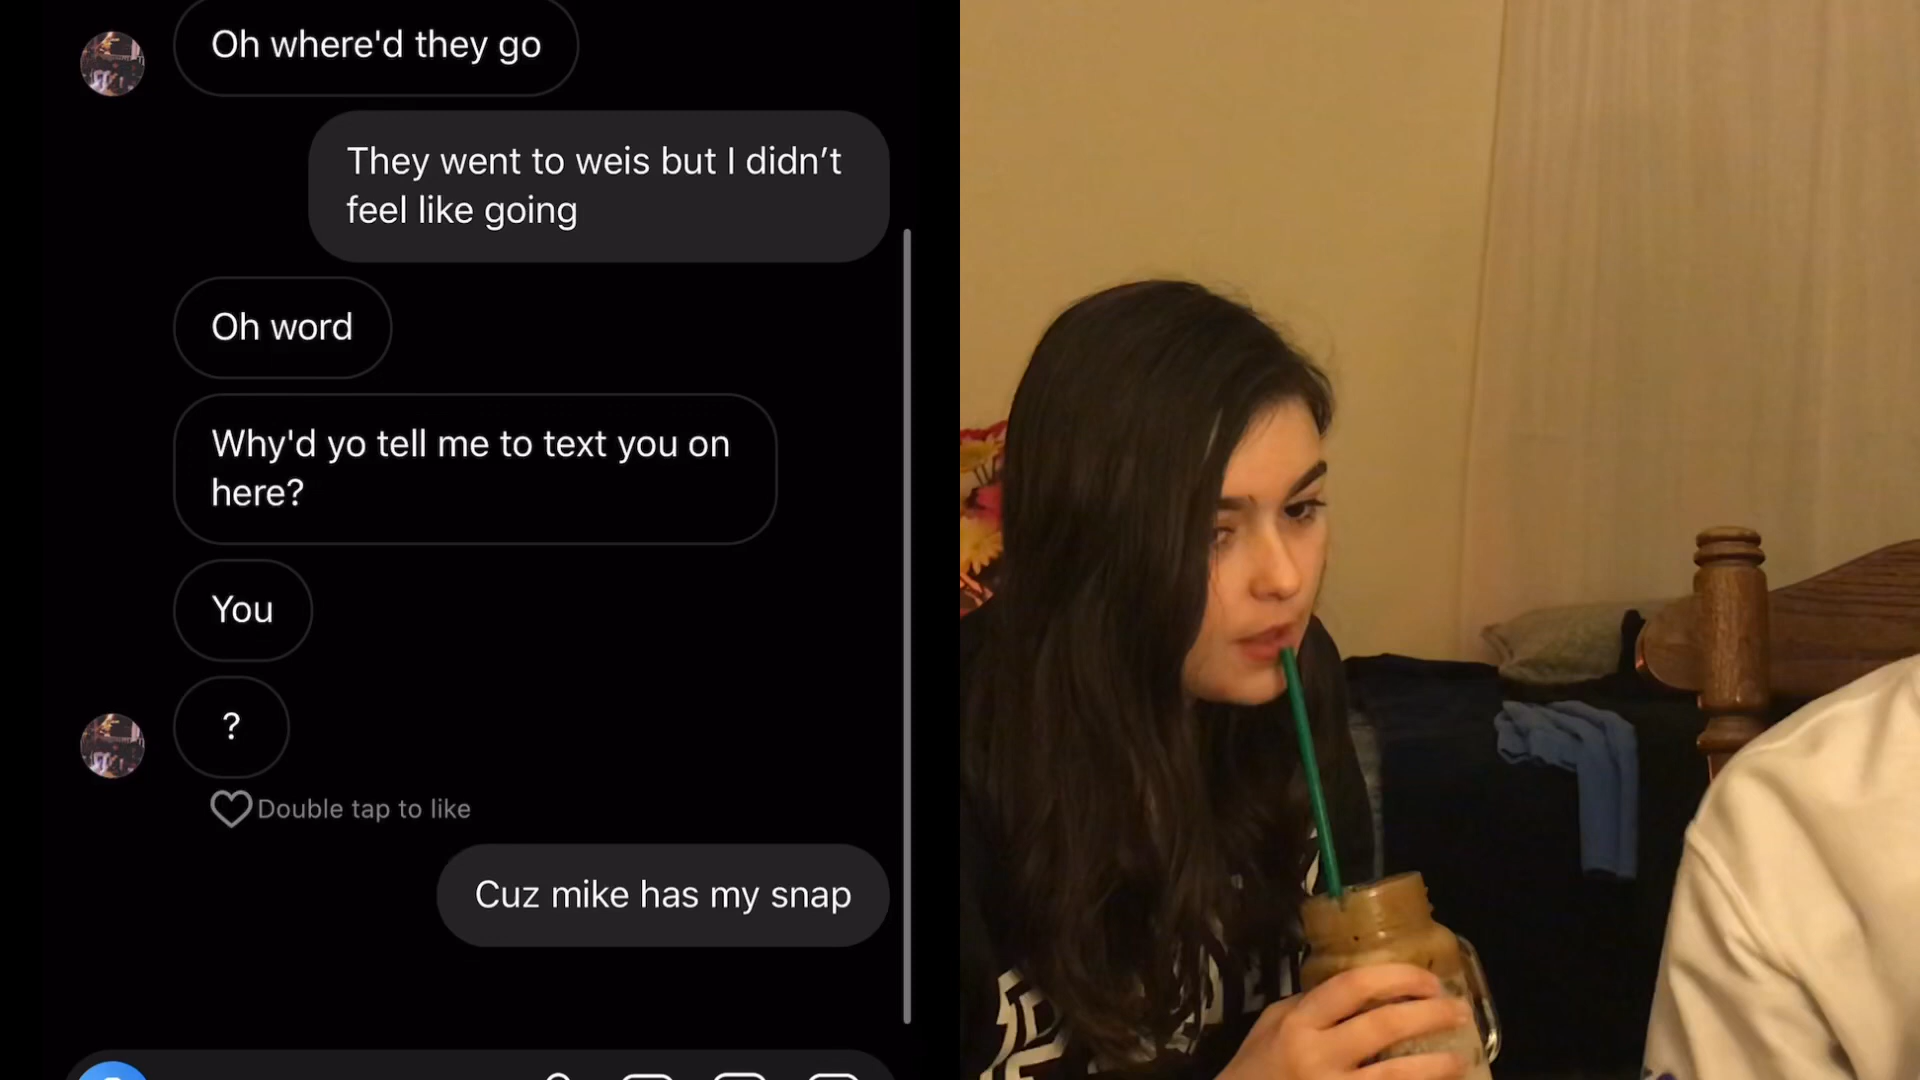 Oh where'd they go
They went to weis but I didn’t
feel like going
Oh word
Why'd yo tell me to text you on
here?
You
?
Double tap to like
Cuz mike has my snap